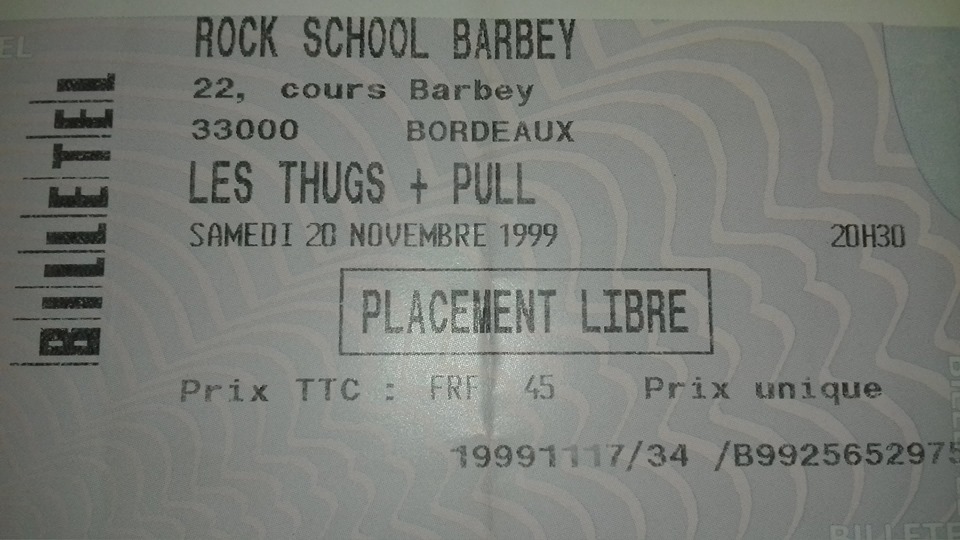 ROCK SCHOOL BARBEY
22, cours Barbey
33000 BORDEAUX
LES THUGS + PULL
SAMEDI 20 NOVEMBRE 1999 20H30
PLACEMENT LIBRE
Prix TTC : FRF 45 Prix unique
19991117/34 /B9925652975
BILLETEL